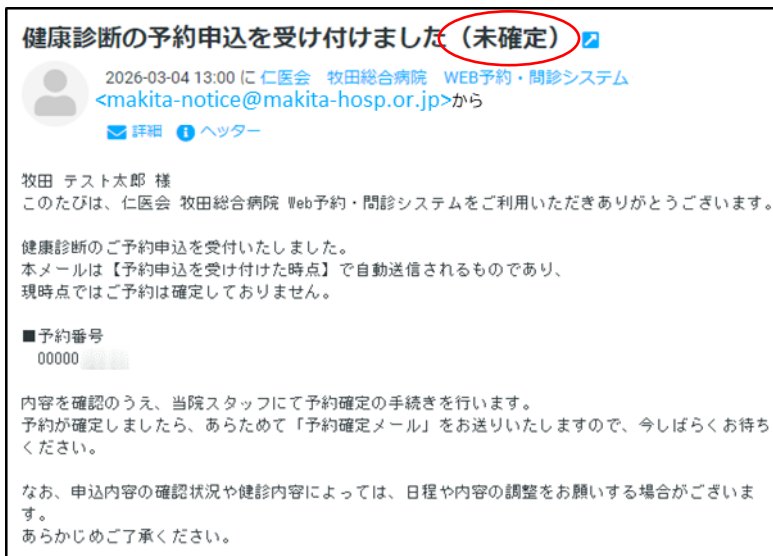 健康診断の予約申込を受け付けました（未確定）
2026-03-04 13:00 に 仁医会　牧田総合病院　WEB予約・問診システム
<makita-notice@makita-hosp.or.jp>から
詳細 ヘッダー
牧田 テスト太郎 様
このたびは、仁医会 牧田総合病院 Web予約・問診システムをご利用いただきありがとうございます。
健康診断のご予約申込を受付いたしました。
本メールは【予約申込を受け付けた時点】で自動送信されるものであり、
現時点ではご予約は確定しておりません。
■予約番号
00000
内容を確認のうえ、当院スタッフにて予約確定の手続きを行います。
予約が確定しましたら、あらためて「予約確定メール」をお送りいたしますので、今しばらくお待ち
ください。
なお、申込内容の確認状況や健診内容によっては、日程や内容の調整をお願いする場合がございま
す。
あらかじめご了承ください。